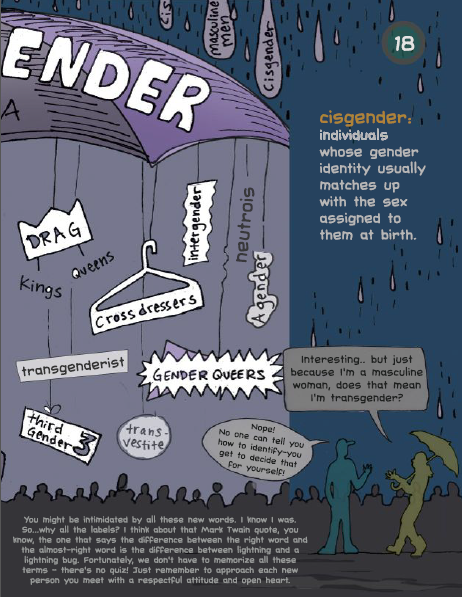 Cis
masculine
men
Cisgender
18
ENDER
A
cisgender:
individuals
whose gender
identity usually
matches up
with the sex
assigned to
them at birth.
DRAG
Kings
Queens
intergender
neutrois
Agender
Cross dressers
transgenderist
GENDER QUEERS
third
Gender 3
trans-
vestite
Interesting.. but just
because I'm a masculine
woman, does that mean
I'm transgender?
Nope!
No one can tell you
how to identify-you
get to decide that
for yourself!
You might be intimidated by all these new words. I know I was.
So...why all the labels? I think about that Mark Twain quote, you
know, the one that says the difference between the right word and
the almost-right word is the difference between lightning and a
lightning bug. Fortunately, we don't have to memorize all these
terms - there's no quiz! Just remember to approach each new
person you meet with a respectful attitude and open heart.